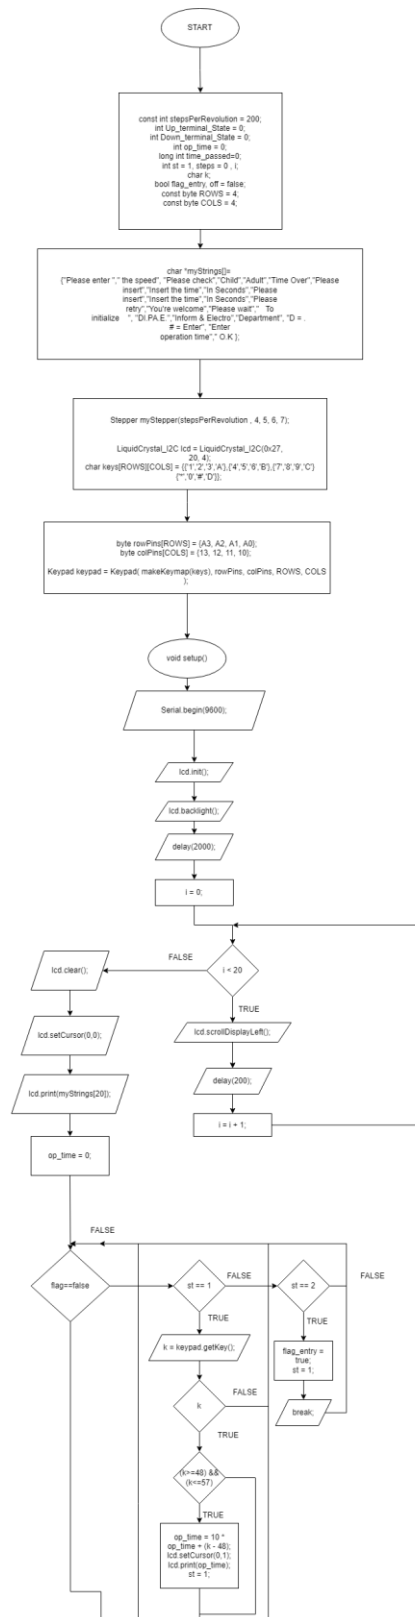 START
const int stepsPerRevolution = 200;
int Up_terminal_State = 0;
int Down_terminal_State = 0;
int op_time = 0;
long int time_passed=0;
int st = 1, steps = 0 , i;
char k;
bool flag_entry, off = false;
const byte ROWS = 4;
const byte COLS = 4;
char *myStrings[]=
{"Please enter "," the speed", "Please check","Child","Adult","Time Over","Please
insert","Insert the time","In Seconds","Please
insert","Insert the time","In Seconds","Please
retry","You're welcome","Please wait"," To
initialize ", "DI.PA.E.","Inform & Electro","Department", "D = .
# = Enter", "Enter
operation time"," O.K };
Stepper myStepper(stepsPerRevolution , 4, 5, 6, 7);
LiquidCrystal_I2C lcd = LiquidCrystal_I2C(0x27,
20, 4);
char keys[ROWS][COLS] = {{'1','2','3','A'},{'4','5','6','B'},{'7','8','9','C'}
{'*','0','#','D'}};
byte rowPins[ROWS] = {A3, A2, A1, A0};
byte colPins[COLS] = {13, 12, 11, 10};
Keypad keypad = Keypad( makeKeymap(keys), rowPins, colPins, ROWS, COLS
);
void setup()
Serial.begin(9600);
lcd.init();
lcd.backlight();
delay(2000);
i = 0;
i < 20
FALSE
TRUE
lcd.clear();
lcd.scrollDisplayLeft();
lcd.setCursor(0,0);
delay(200);
lcd.print(myStrings[20]);
i = i + 1;
op_time = 0;
FALSE
flag==false
st == 1
FALSE
st == 2
FALSE
TRUE
TRUE
k = keypad.getKey();
flag_entry =
true;
st = 1;
k
FALSE
break;
TRUE
(k>=48) &&
(k<=57)
TRUE
op_time = 10 *
op_time + (k - 48);
lcd.setCursor(0,1);
lcd.print(op_time);
st = 1;